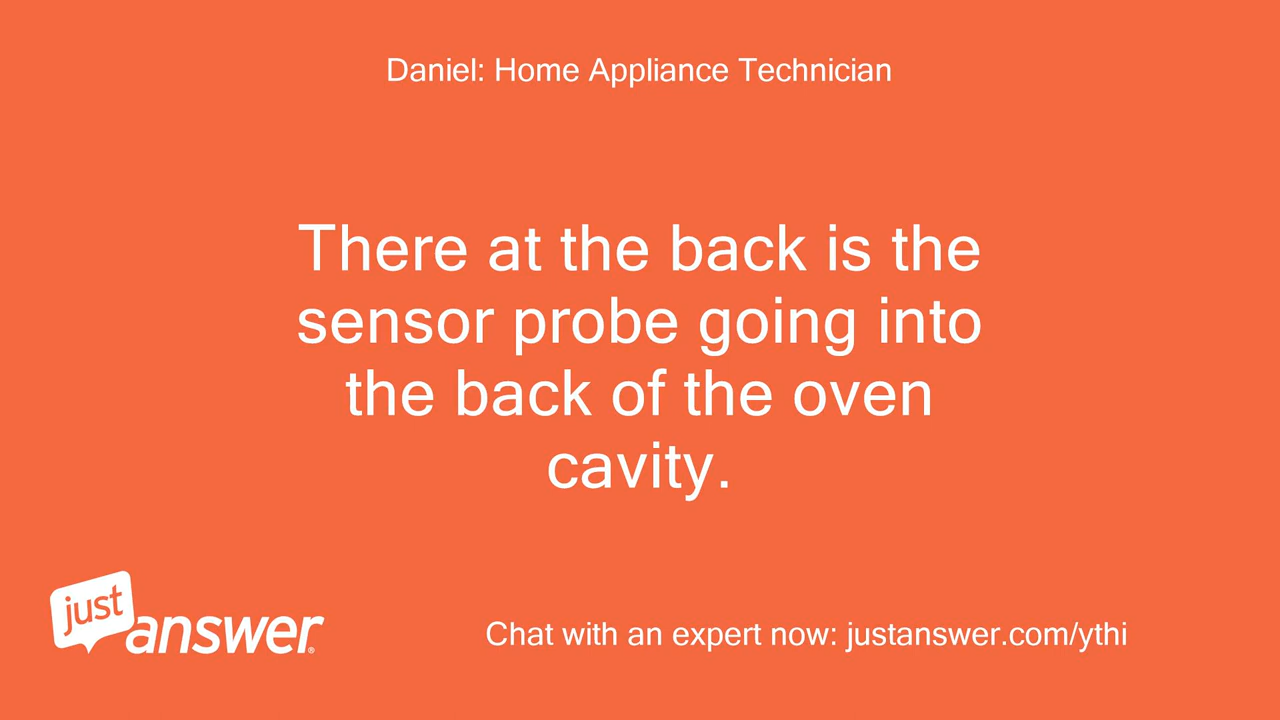 Daniel: Home Appliance Technician
There at the back is the
sensor probe going into
the back of the oven
cavity.
just
answer®
Chat with an expert now: justanswer.com/ythi